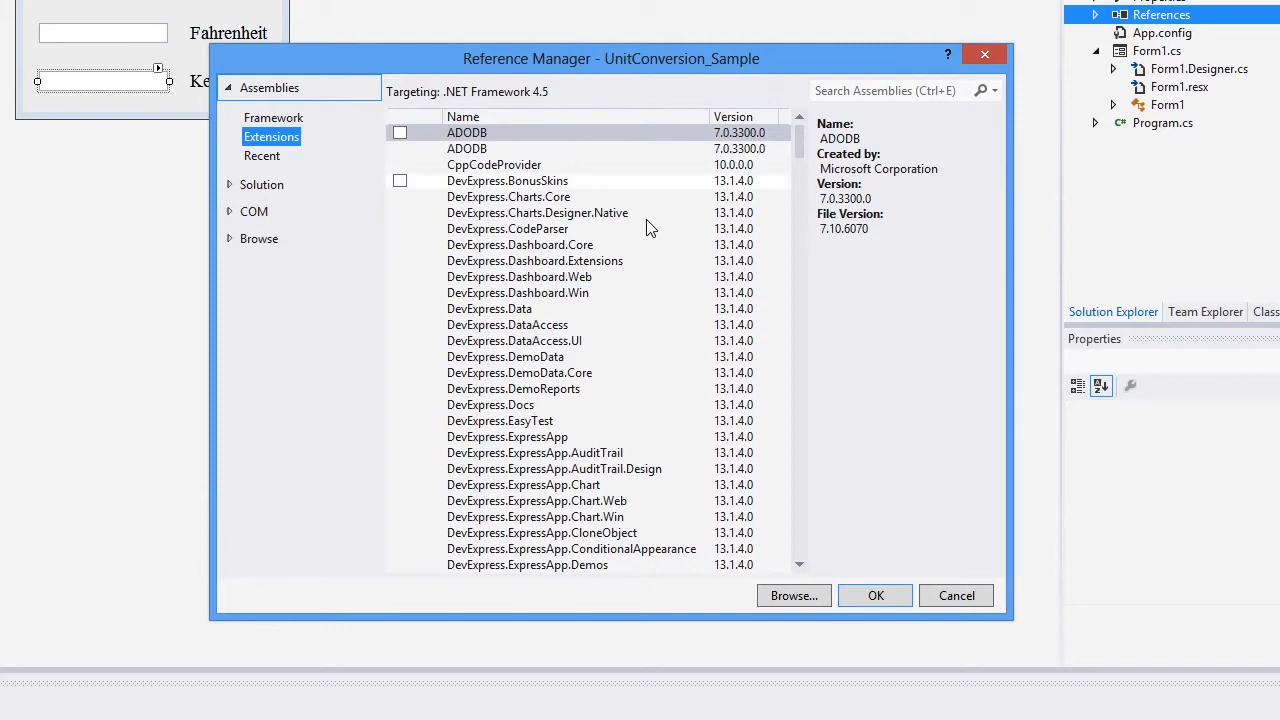 Fahrenheit
Ke
Reference Manager - UnitConversion_Sample
?
Assemblies
Framework
Extensions
Recent
Solution
COM
Browse
Targeting: .NET Framework 4.5
Search Assemblies (Ctrl+E)
Name Version
ADODB 7.0.3300.0
ADODB 7.0.3300.0
CppCodeProvider 10.0.0.0
DevExpress.BonusSkins 13.1.4.0
DevExpress.Charts.Core 13.1.4.0
DevExpress.Charts.Designer.Native 13.1.4.0
DevExpress.CodeParser 13.1.4.0
DevExpress.Dashboard.Core 13.1.4.0
DevExpress.Dashboard.Extensions 13.1.4.0
DevExpress.Dashboard.Web 13.1.4.0
DevExpress.Dashboard.Win 13.1.4.0
DevExpress.Data 13.1.4.0
DevExpress.DataAccess 13.1.4.0
DevExpress.DataAccess.UI 13.1.4.0
DevExpress.DemoData 13.1.4.0
DevExpress.DemoData.Core 13.1.4.0
DevExpress.DemoReports 13.1.4.0
DevExpress.Docs 13.1.4.0
DevExpress.EasyTest 13.1.4.0
DevExpress.ExpressApp 13.1.4.0
DevExpress.ExpressApp.AuditTrail 13.1.4.0
DevExpress.ExpressApp.AuditTrail.Design 13.1.4.0
DevExpress.ExpressApp.Chart 13.1.4.0
DevExpress.ExpressApp.Chart.Web 13.1.4.0
DevExpress.ExpressApp.Chart.Win 13.1.4.0
DevExpress.ExpressApp.CloneObject 13.1.4.0
DevExpress.ExpressApp.ConditionalAppearance 13.1.4.0
DevExpress.ExpressApp.Demos 13.1.4.0
Name:
ADODB
Created by:
Microsoft Corporation
Version:
7.0.3300.0
File Version:
7.10.6070
Browse... OK Cancel
References
App.config
Form1.cs
Form1.Designer.cs
Form1.resx
Form1
C# Program.cs
Solution Explorer Team Explorer Class
Properties